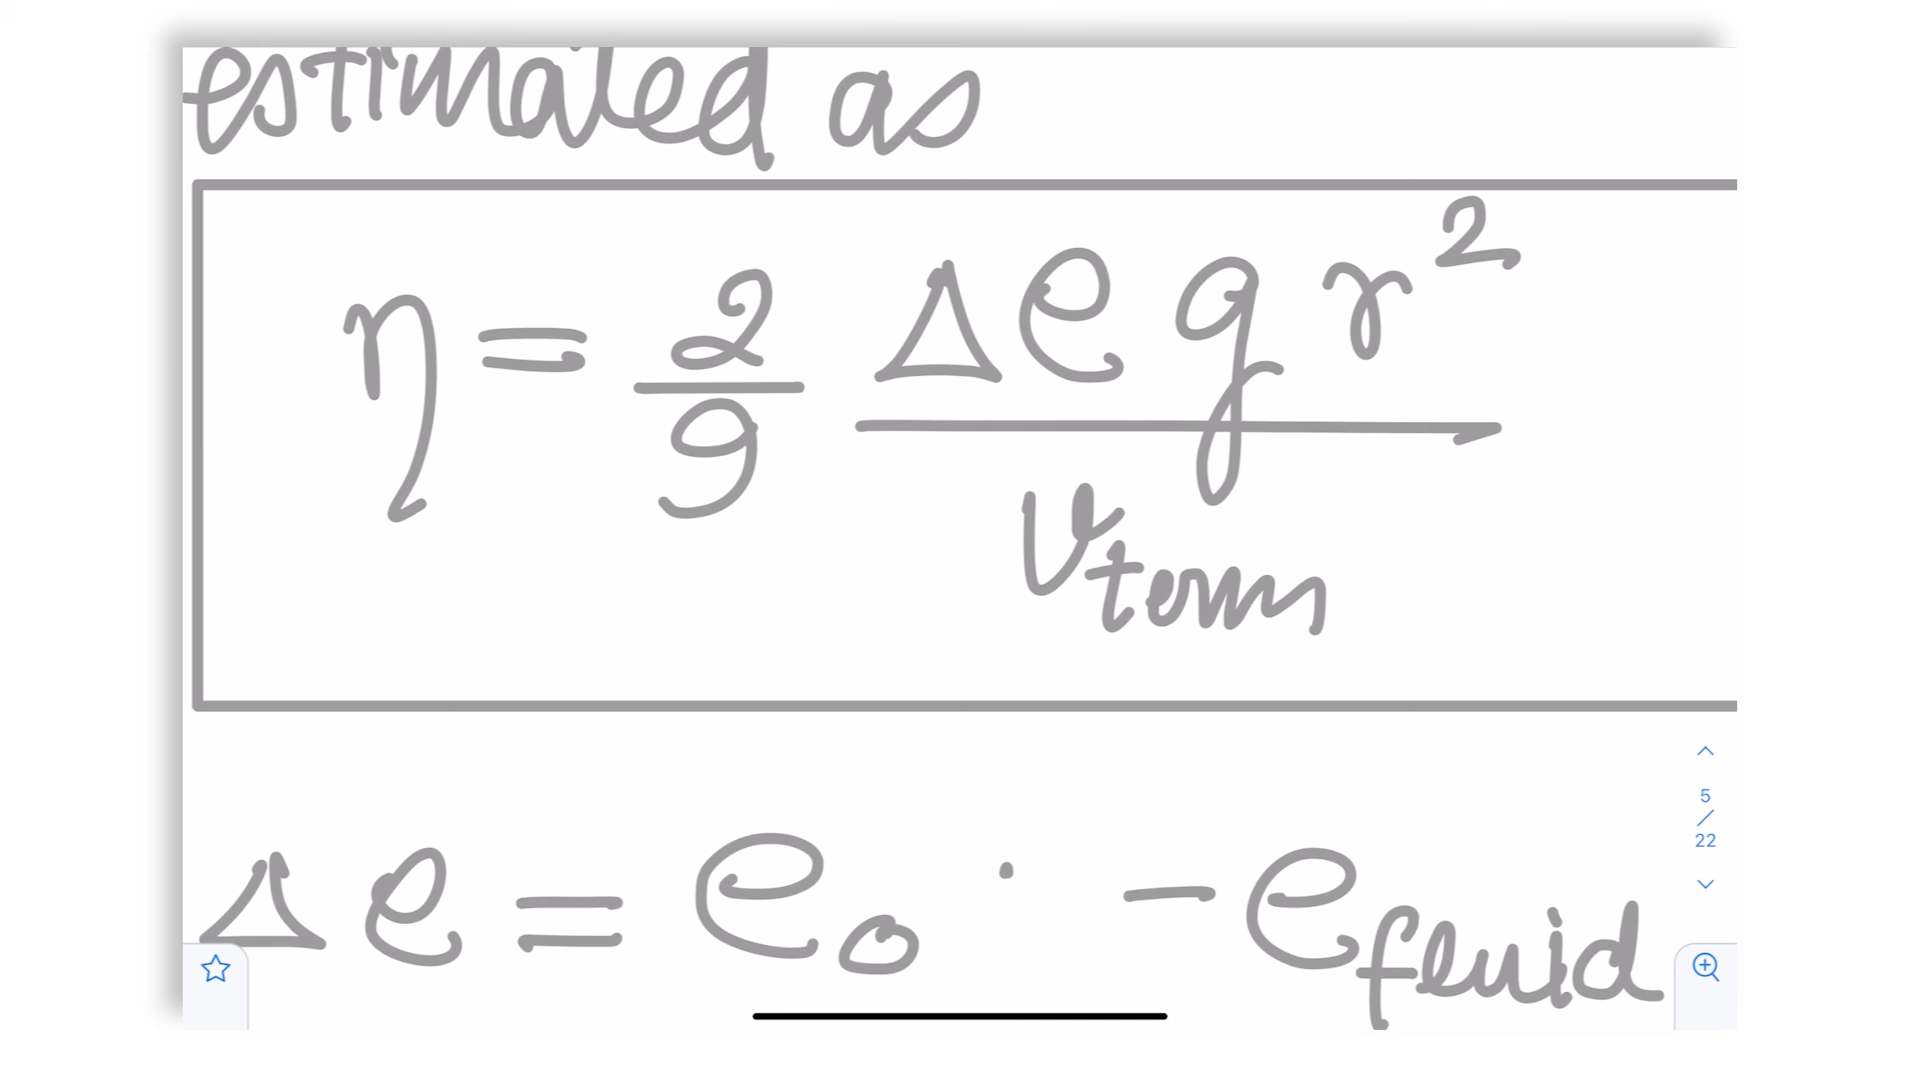 estimated as
η = 2/9 Δρ g r² / v_term
Δρ = ρ₀ · - ρ_fluid
5
/
22